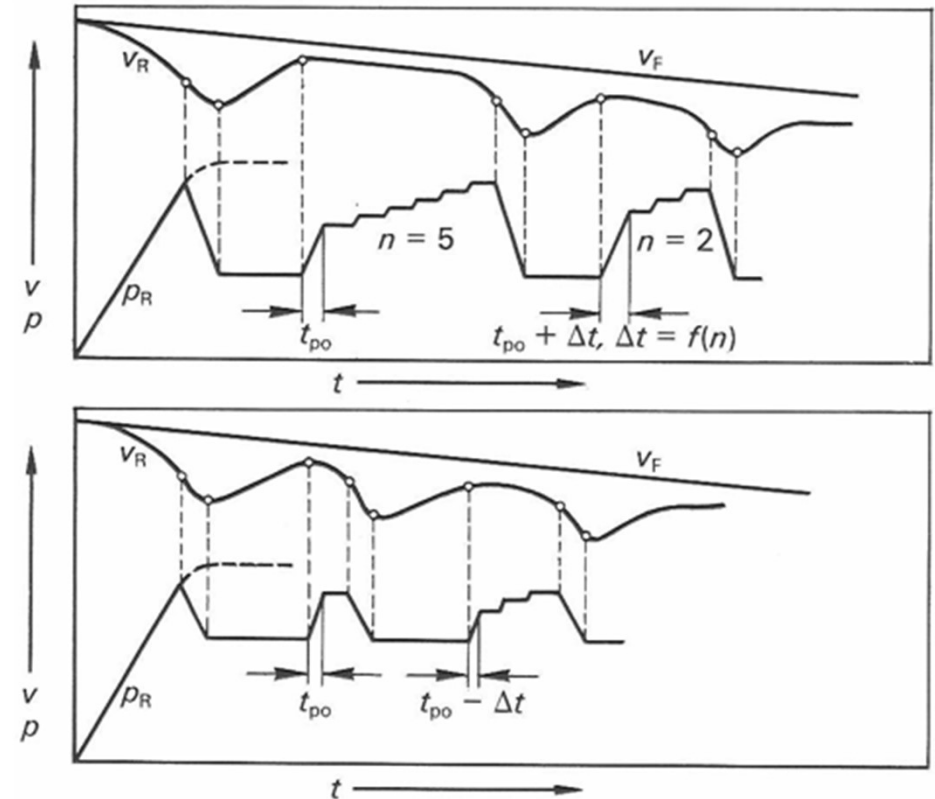 v_R
v_F
n = 5
n = 2
v
p
p_R
t_po
t_po + Δt, Δt = f(n)
t
v_R
v_F
v
p
p_R
t_po
t_po − Δt
t